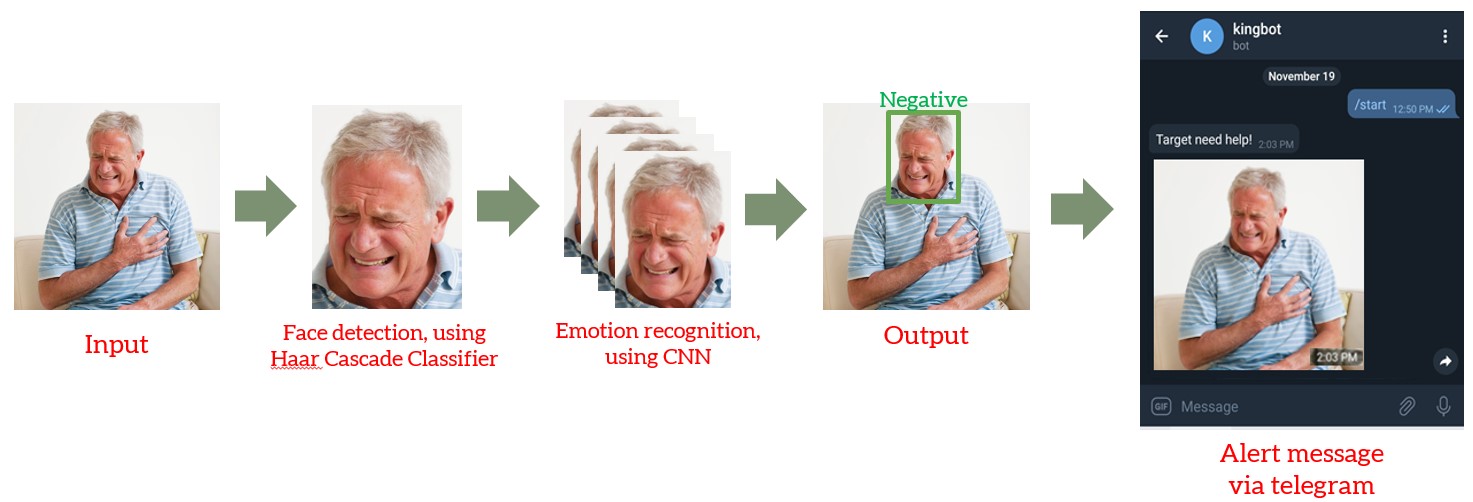 Input
Face detection, using
Haar Cascade Classifier
Emotion recognition,
using CNN
Negative
Output
K
kingbot
bot
November 19
/start 12:50 PM
Target need help! 2:03 PM
2:03 PM
GIF Message
Alert message
via telegram